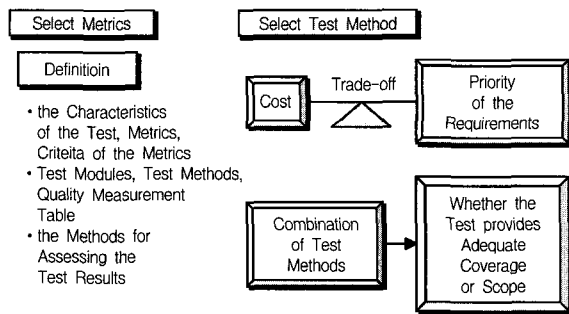 Select Metrics
Definitioin
• the Characteristics
of the Test, Metrics,
Criteita of the Metrics
• Test Modules, Test Methods,
Quality Measurement
Table
• the Methods for
Assessing the
Test Results
Select Test Method
Cost
Trade-off
Priority
of the
Requirements
Combination
of Test
Methods
Whether the
Test provides
Adequate
Coverage
or Scope